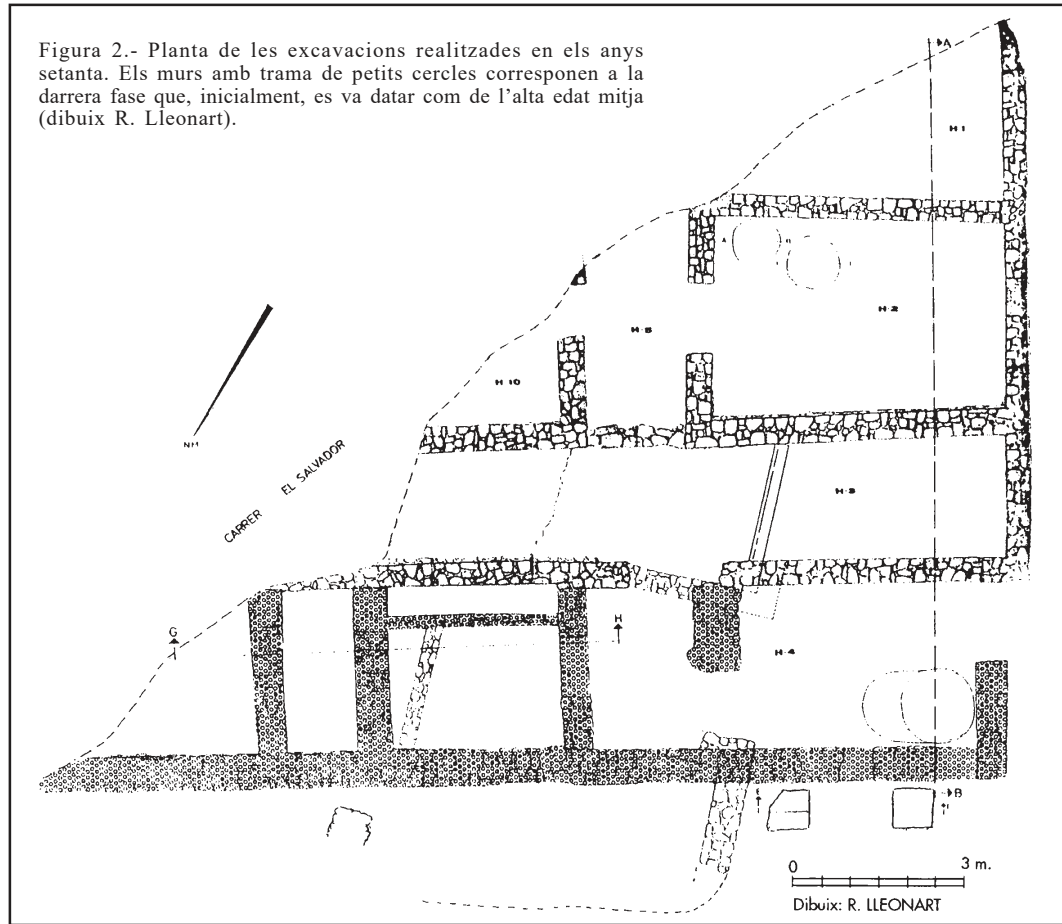 Figura 2.- Planta de les excavacions realitzades en els anys
setanta. Els murs amb trama de petits cercles corresponen a la
darrera fase que, inicialment, es va datar com de l'alta edat mitja
(dibuix R. Lleonart).
A
H 1
A
H-2
H-10
NM
CARRER EL SALVADOR
H-3
G
H
H-4
B
0 3 m.
Dibuix: R. LLEONART